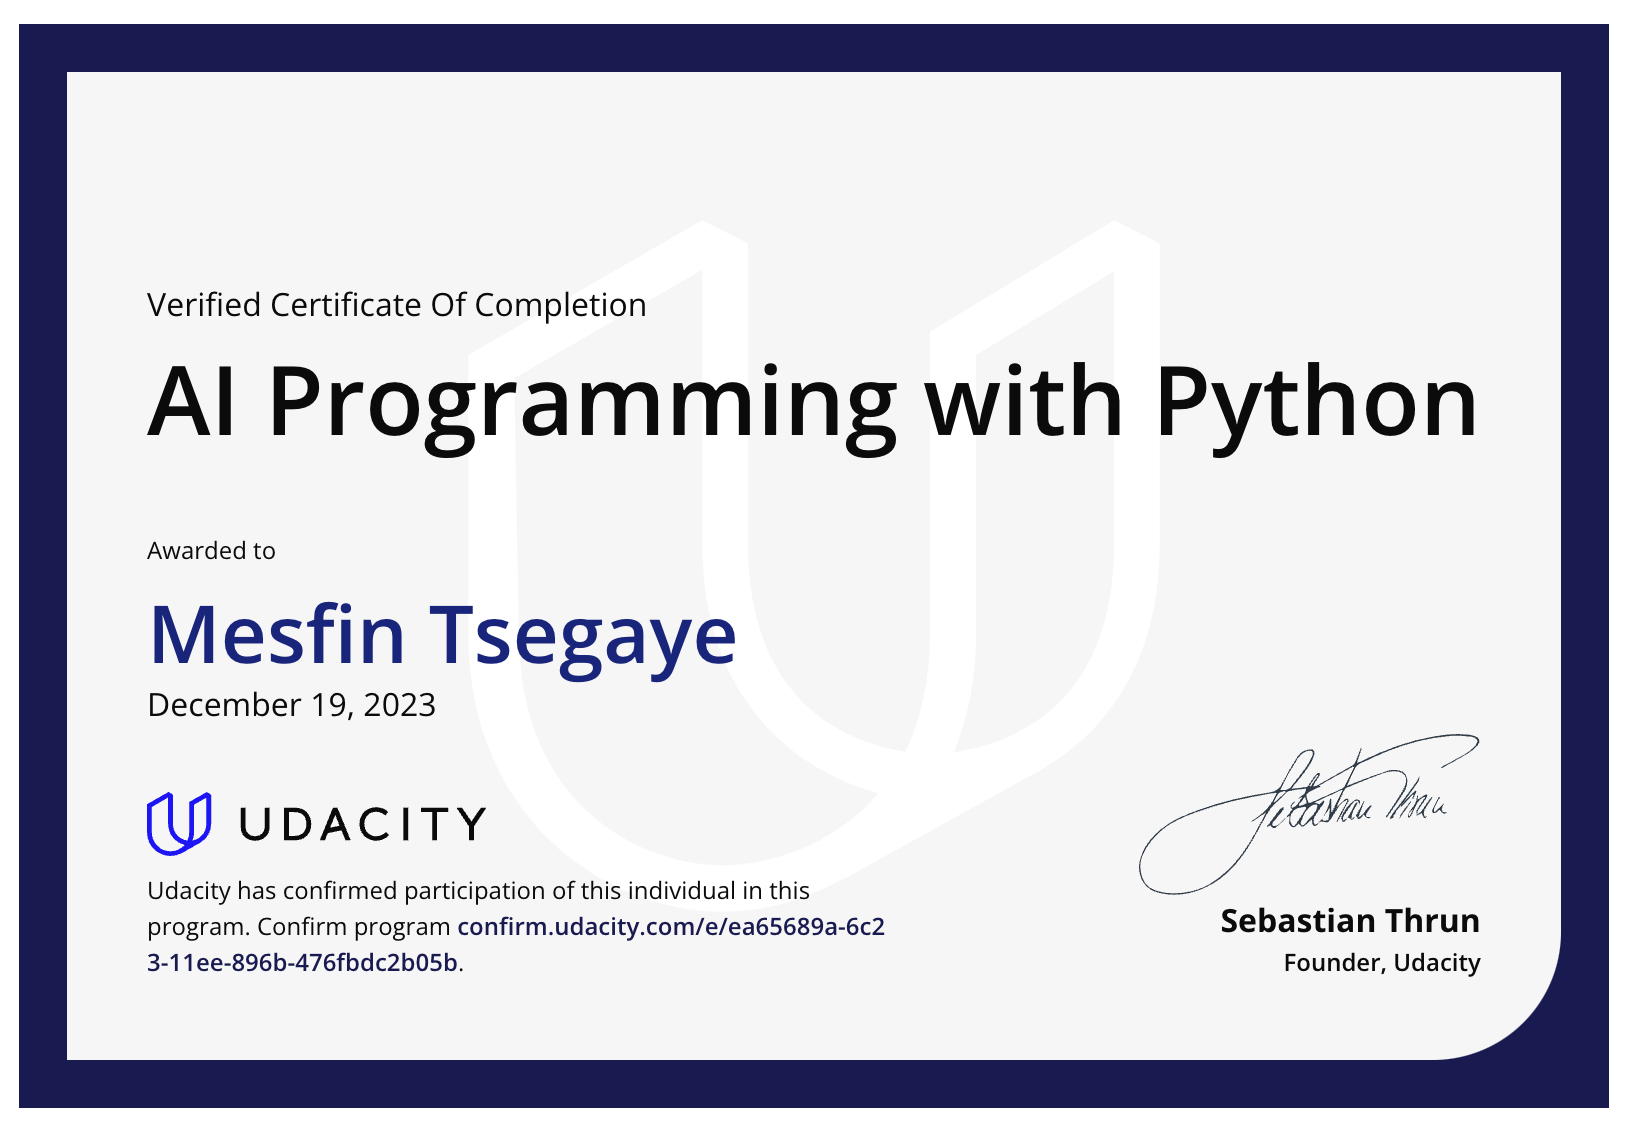 Verified Certificate Of Completion
AI Programming with Python
Awarded to
Mesfin Tsegaye
December 19, 2023
UDACITY
Udacity has confirmed participation of this individual in this
program. Confirm program confirm.udacity.com/e/ea65689a-6c2
3-11ee-896b-476fbdc2b05b.
Sebastian Thrun
Sebastian Thrun
Founder, Udacity